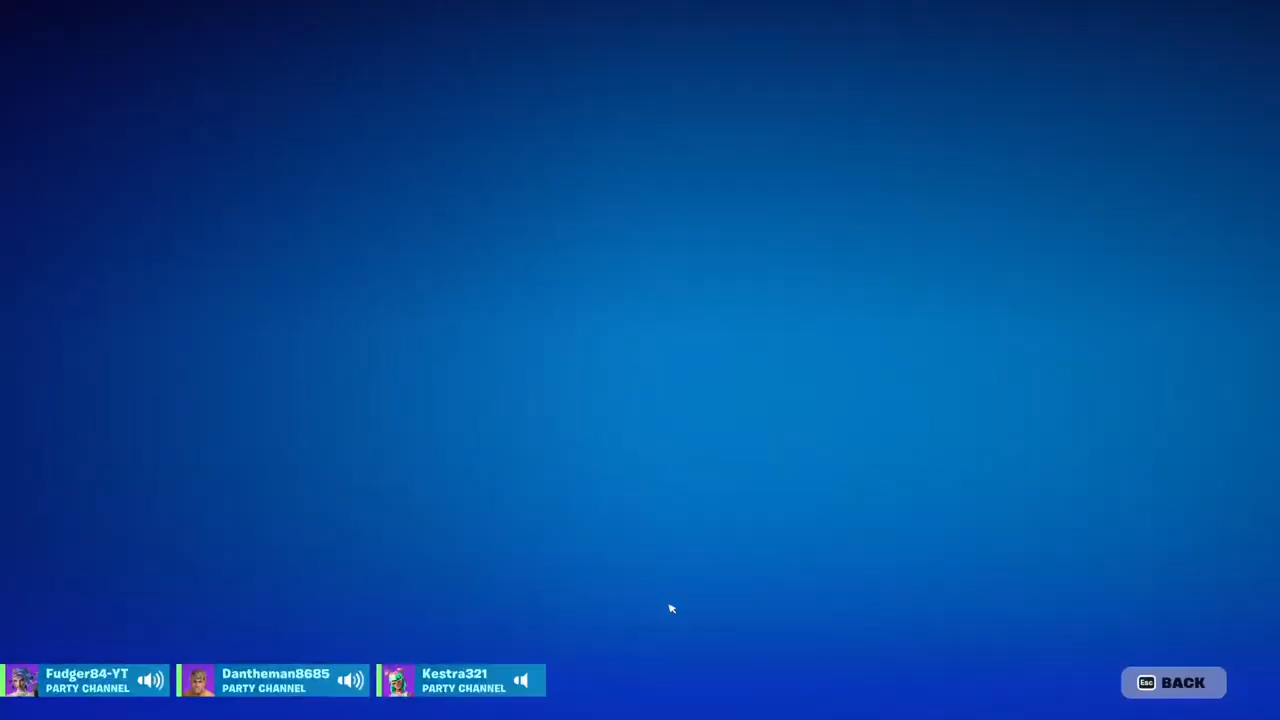 Fudger84-YT
PARTY CHANNEL
Dantheman8685
PARTY CHANNEL
Kestra321
PARTY CHANNEL
Esc BACK